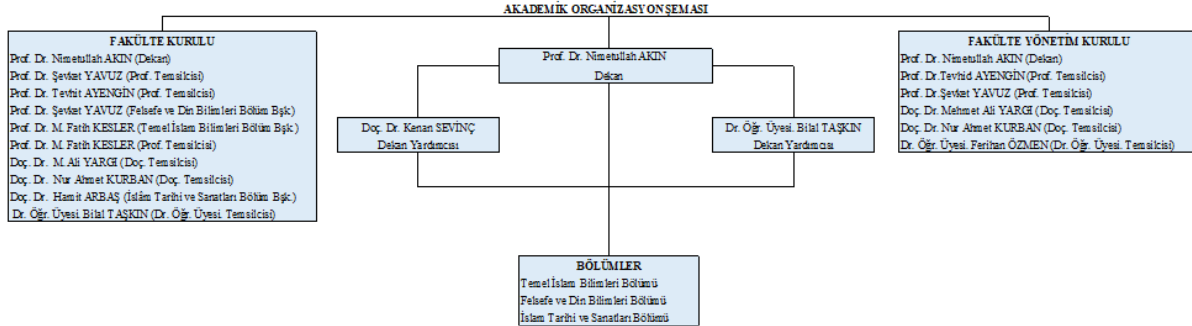 AKADEMİK ORGANİZASYON ŞEMASI
FAKÜLTE KURULU
Prof. Dr. Nimetullah AKIN (Dekan)
Prof. Dr. Şevket YAVUZ (Prof. Temsilcisi)
Prof. Dr. Tevhit AYENGİN (Prof. Temsilcisi)
Prof. Dr. Şevket YAVUZ (Felsefe ve Din Bilimleri Bölüm Bşk.)
Prof. Dr. M. Fatih KESLER (Temel İslam Bilimleri Bölüm Bşk.)
Prof. Dr. M. Fatih KESLER (Prof. Temsilcisi)
Doç. Dr. M. Ali YARGI (Doç. Temsilcisi)
Doç. Dr. Nur Ahmet KURBAN (Doç. Temsilcisi)
Doç. Dr. Hamit ARBAŞ (İslâm Tarihi ve Sanatları Bölüm Bşk.)
Dr. Öğr. Üyesi. Bilal TAŞKIN (Dr. Öğr. Üyesi. Temsilcisi)
Prof. Dr. Nimetullah AKIN
Dekan
Doç. Dr. Kenan SEVİNÇ
Dekan Yardımcısı
Dr. Öğr. Üyesi. Bilal TAŞKIN
Dekan Yardımcısı
FAKÜLTE YÖNETİM KURULU
Prof. Dr. Nimetullah AKIN (Dekan)
Prof. Dr.Tevhid AYENGİN (Prof. Temsilcisi)
Prof. Dr.Şevket YAVUZ (Prof. Temsilcisi)
Doç. Dr. Mehmet Ali YARGI (Doç. Temsilcisi)
Doç. Dr. Nur Ahmet KURBAN (Doç. Temsilcisi)
Dr. Öğr. Üyesi. Ferihan ÖZMEN (Dr. Öğr. Üyesi. Temsilcisi)
BÖLÜMLER
Temel İslam Bilimleri Bölümü
Felsefe ve Din Bilimleri Bölümü
İslam Tarihi ve Sanatları Bölümü